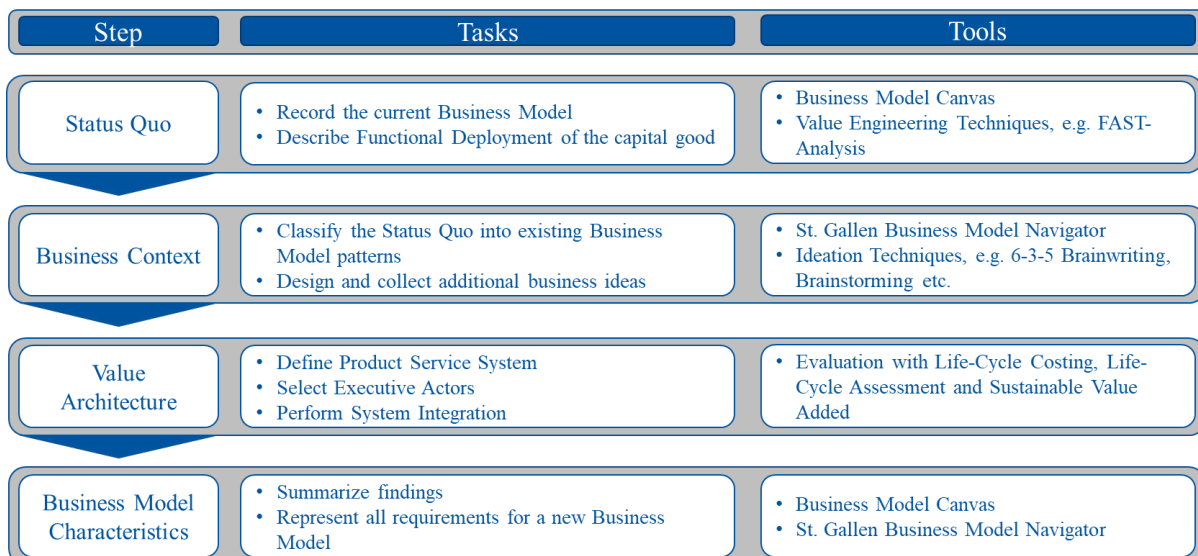 Step
Tasks
Tools
Status Quo
• Record the current Business Model
• Describe Functional Deployment of the capital good
• Business Model Canvas
• Value Engineering Techniques, e.g. FAST-
Analysis
Business Context
• Classify the Status Quo into existing Business
Model patterns
• Design and collect additional business ideas
• St. Gallen Business Model Navigator
• Ideation Techniques, e.g. 6-3-5 Brainwriting,
Brainstorming etc.
Value
Architecture
• Define Product Service System
• Select Executive Actors
• Perform System Integration
• Evaluation with Life-Cycle Costing, Life-
Cycle Assessment and Sustainable Value
Added
Business Model
Characteristics
• Summarize findings
• Represent all requirements for a new Business
Model
• Business Model Canvas
• St. Gallen Business Model Navigator